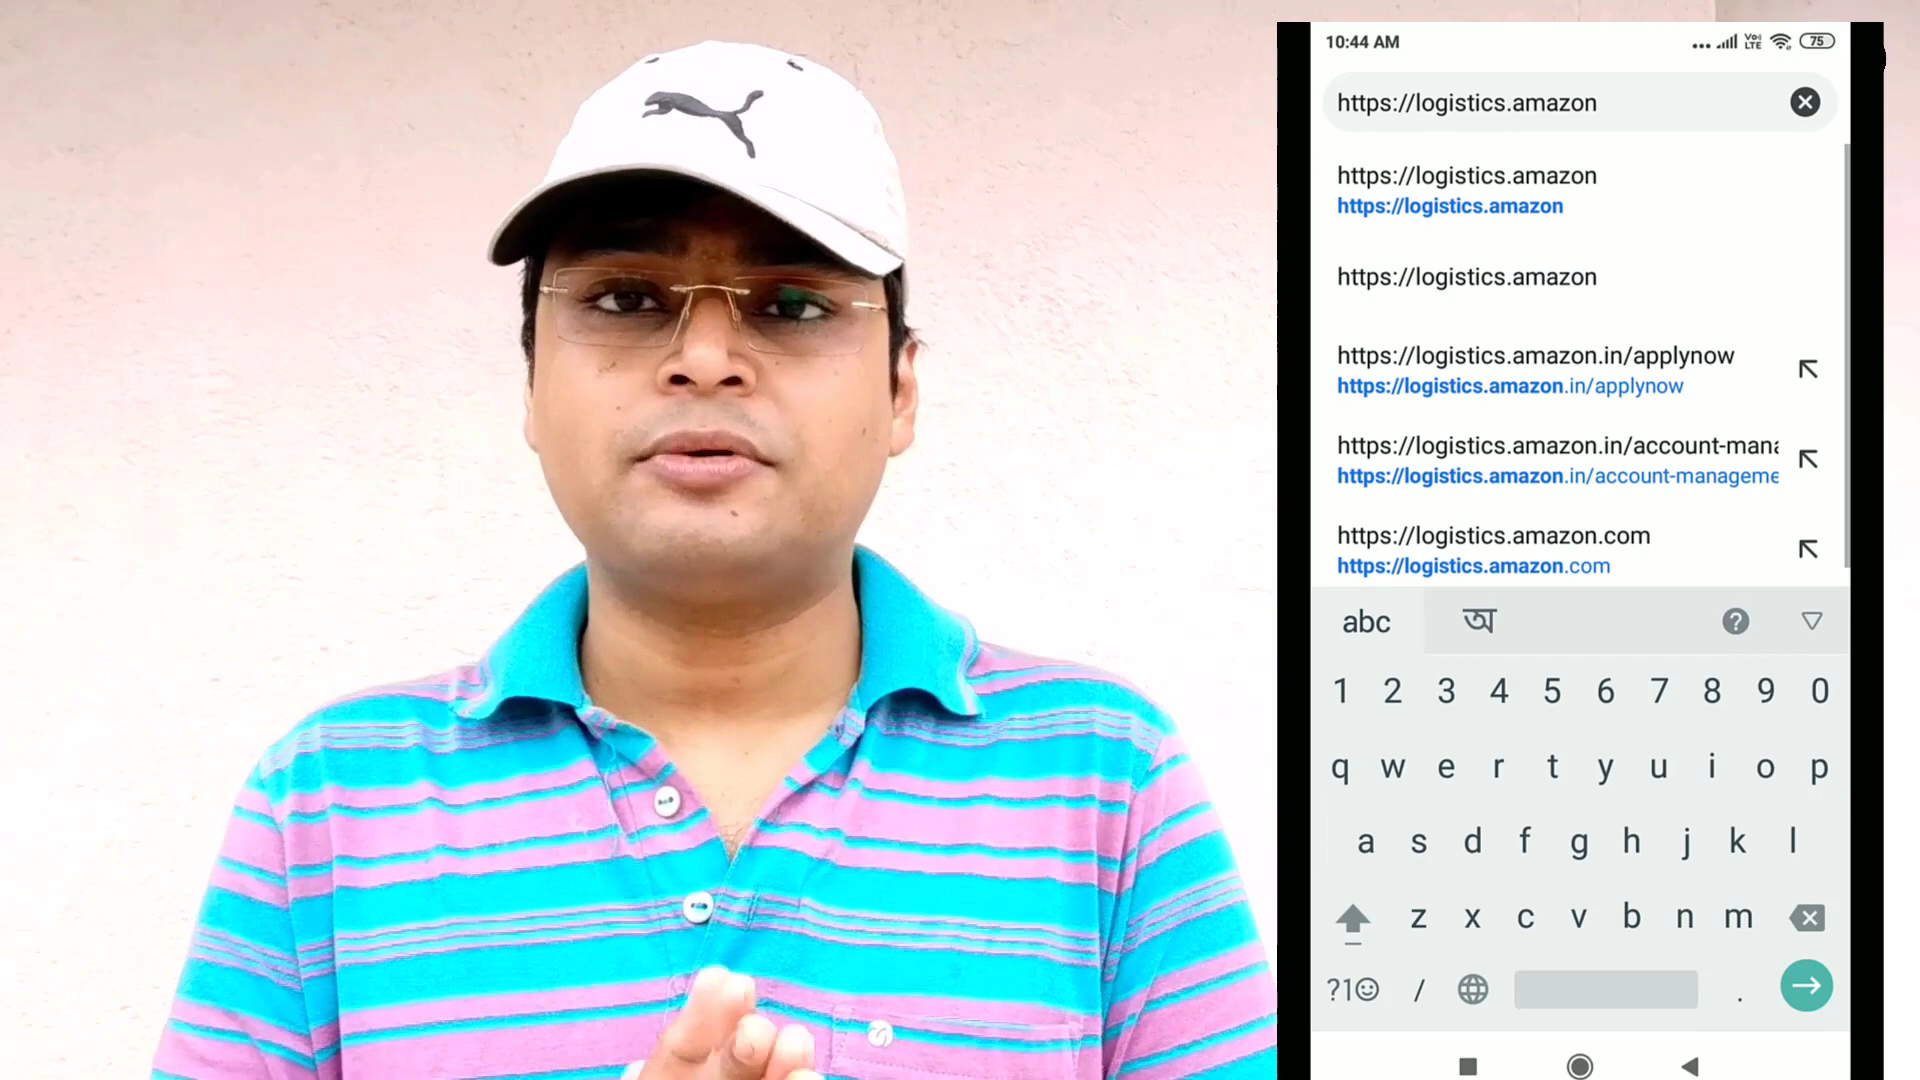 10:44 AM
Vo) LTE
75
https://logistics.amazon
https://logistics.amazon
https://logistics.amazon
https://logistics.amazon
https://logistics.amazon.in/applynow
https://logistics.amazon.in/applynow
https://logistics.amazon.in/account-mana
https://logistics.amazon.in/account-manageme
https://logistics.amazon.com
https://logistics.amazon.com
abc অ ?
1 2 3 4 5 6 7 8 9 0
q w e r t y u i o p
a s d f g h j k l
z x c v b n m
?1☺ / .